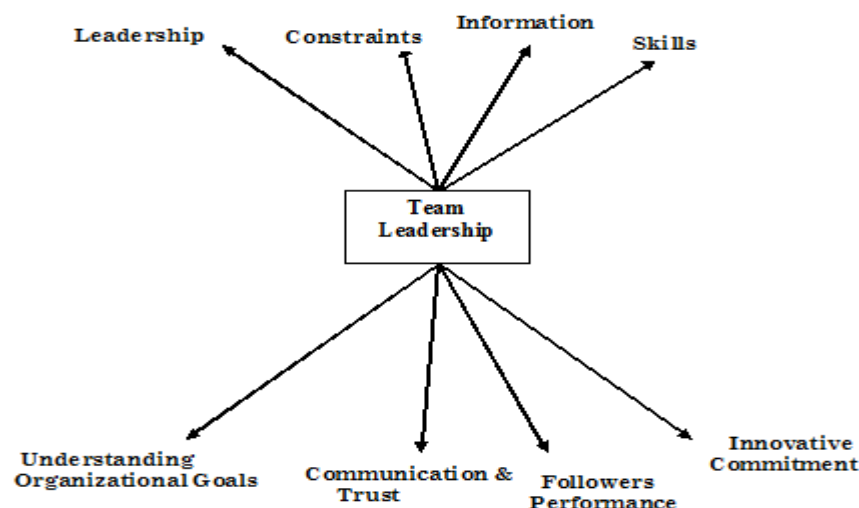 Leadership
Constraints
Information
Skills
Team
Leadership
Understanding
Organizational Goals
Communication &
Trust
Followers
Performance
Innovative
Commitment